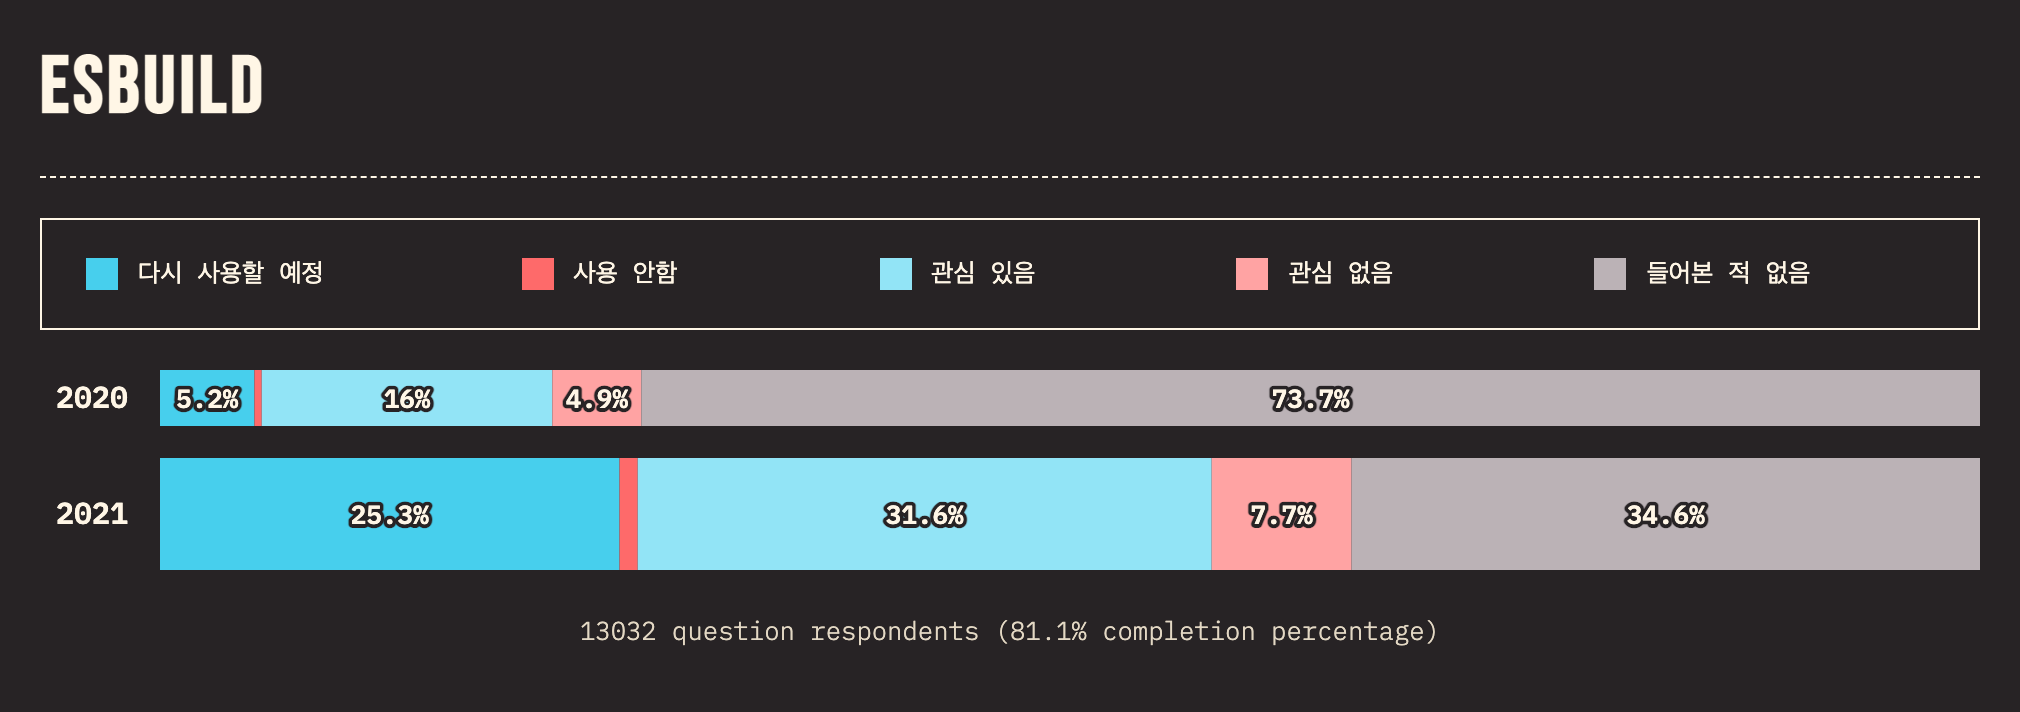 ESBUILD
다시 사용할 예정 사용 안함 관심 있음 관심 없음 들어본 적 없음
2020 5.2% 16% 4.9% 73.7%
2021 25.3% 31.6% 7.7% 34.6%
13032 question respondents (81.1% completion percentage)